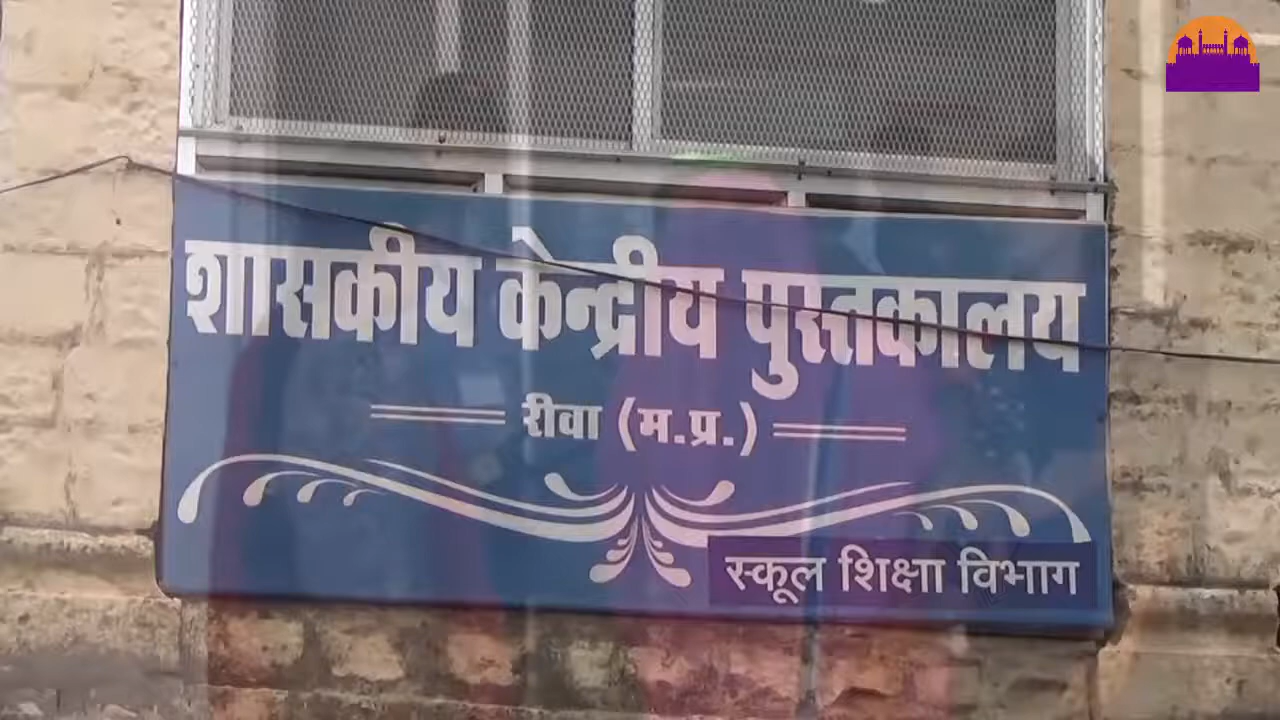 शासकीय केन्द्रीय पुस्तकालय
रीवा (म.प्र.)
स्कूल शिक्षा विभाग